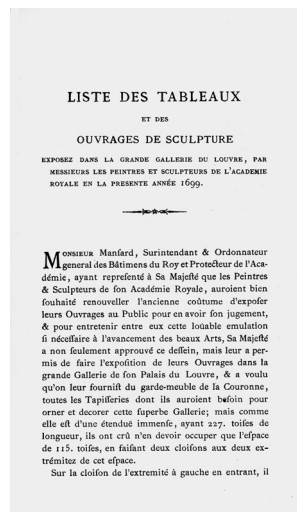 LISTE DES TABLEAUX
ET DES
OUVRAGES DE SCULPTURE
EXPOSEZ DANS LA GRANDE GALLERIE DU LOUVRE, PAR
MESSIEURS LES PEINTRES ET SCULPTEURS DE L'ACADEMIE
ROYALE EN LA PRESENTE ANNÉE 1699.
MONSIEUR Manſard, Surintendant & Ordonnateur
general des Bâtimens du Roy et Protecteur de l'Aca-
démie, ayant repreſenté à Sa Majeſté que les Peintres
& Sculpteurs de ſon Académie Royale, auroient bien
ſouhaité renouveller l'ancienne coûtume d'expoſer
leurs Ouvrages au Public pour en avoir ſon jugement,
& pour entretenir entre eux cette loüable emulation
ſi néceſſaire à l'avancement des beaux Arts, Sa Majeſté
a non ſeulement approuvé ce deſſein, mais leur a per-
mis de faire l'expoſition de leurs Ouvrages dans la
grande Gallerie de ſon Palais du Louvre, & a voulu
qu'on leur fourniſt du garde-meuble de la Couronne,
toutes les Tapiſſeries dont ils auroient beſoin pour
orner et decorer cette ſuperbe Gallerie; mais comme
elle eſt d'une étenduë immenſe, ayant 227. toiſes de
longueur, ils ont crû n'en devoir occuper que l'eſpace
de 115. toiſes, en faiſant deux cloiſons aux deux ex-
trémitez de cet eſpace.
Sur la cloiſon de l'extremité à gauche en entrant, il